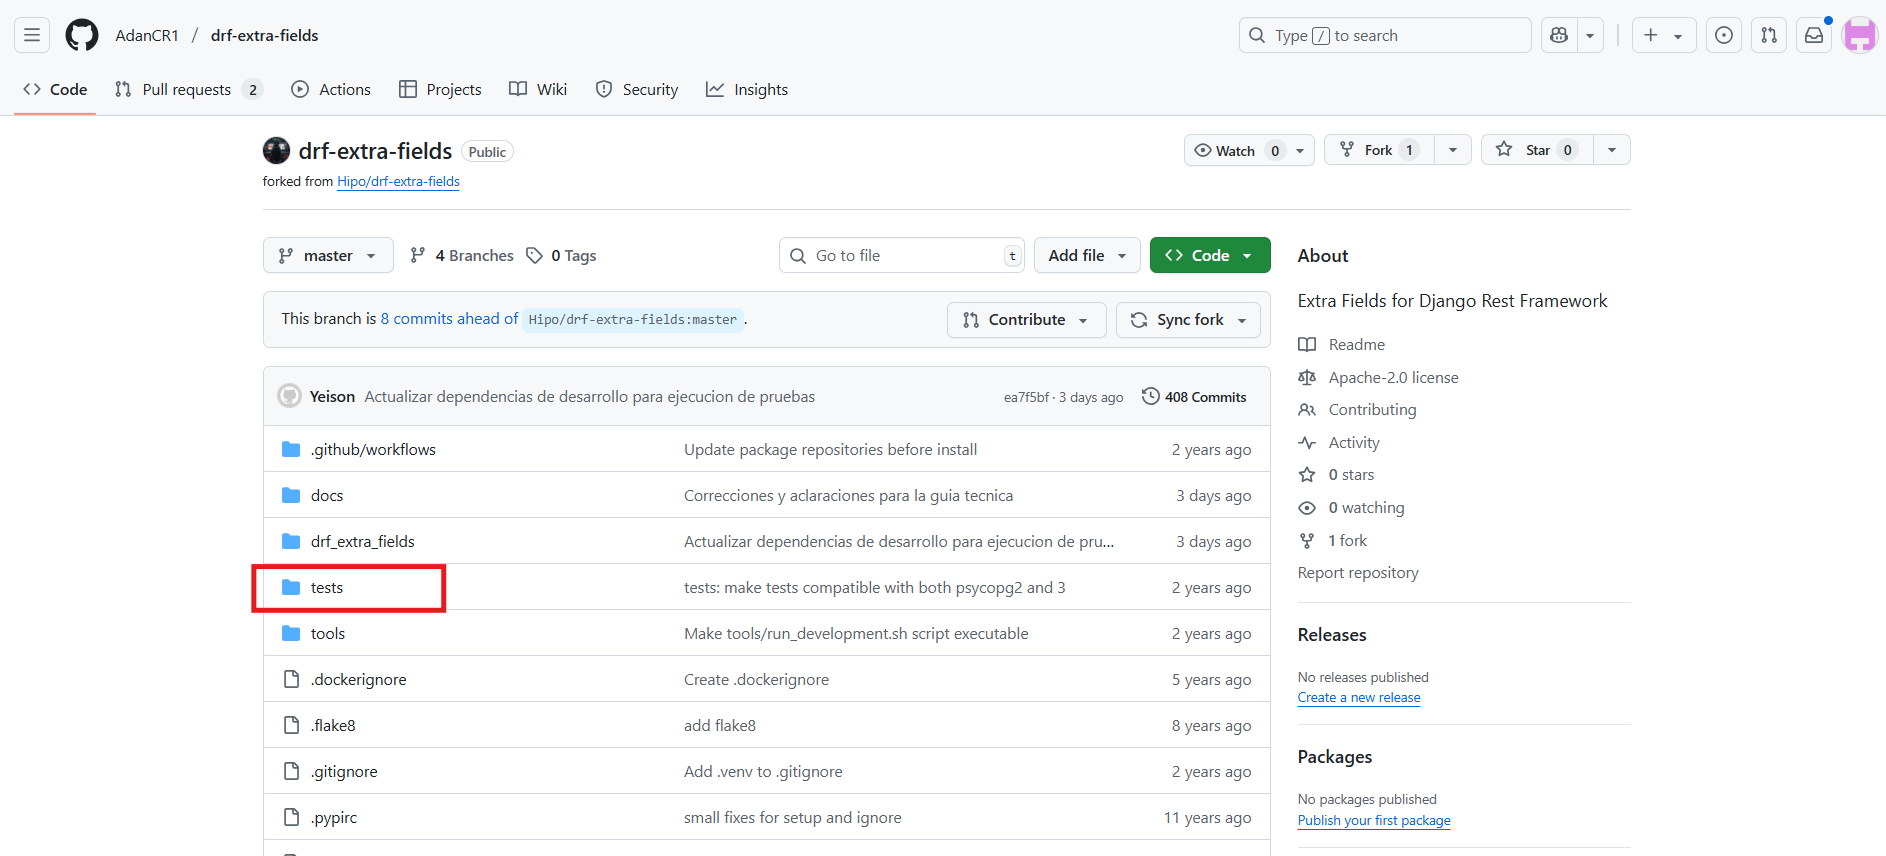 AdanCR1 / drf-extra-fields
Type / to search
Code
Pull requests 2
Actions
Projects
Wiki
Security
Insights
drf-extra-fields Public
forked from Hipo/drf-extra-fields
Watch 0
Fork 1
Star 0
master
4 Branches
0 Tags
Go to file t
Add file
Code
This branch is 8 commits ahead of Hipo/drf-extra-fields:master .
Contribute
Sync fork
Yeison Actualizar dependencias de desarrollo para ejecucion de pruebas ea7f5bf · 3 days ago 408 Commits
.github/workflows Update package repositories before install 2 years ago
docs Correcciones y aclaraciones para la guia tecnica 3 days ago
drf_extra_fields Actualizar dependencias de desarrollo para ejecucion de pru... 3 days ago
tests tests: make tests compatible with both psycopg2 and 3 2 years ago
tools Make tools/run_development.sh script executable 2 years ago
.dockerignore Create .dockerignore 5 years ago
.flake8 add flake8 8 years ago
.gitignore Add .venv to .gitignore 2 years ago
.pypirc small fixes for setup and ignore 11 years ago
About
Extra Fields for Django Rest Framework
Readme
Apache-2.0 license
Contributing
Activity
0 stars
0 watching
1 fork
Report repository
Releases
No releases published
Create a new release
Packages
No packages published
Publish your first package